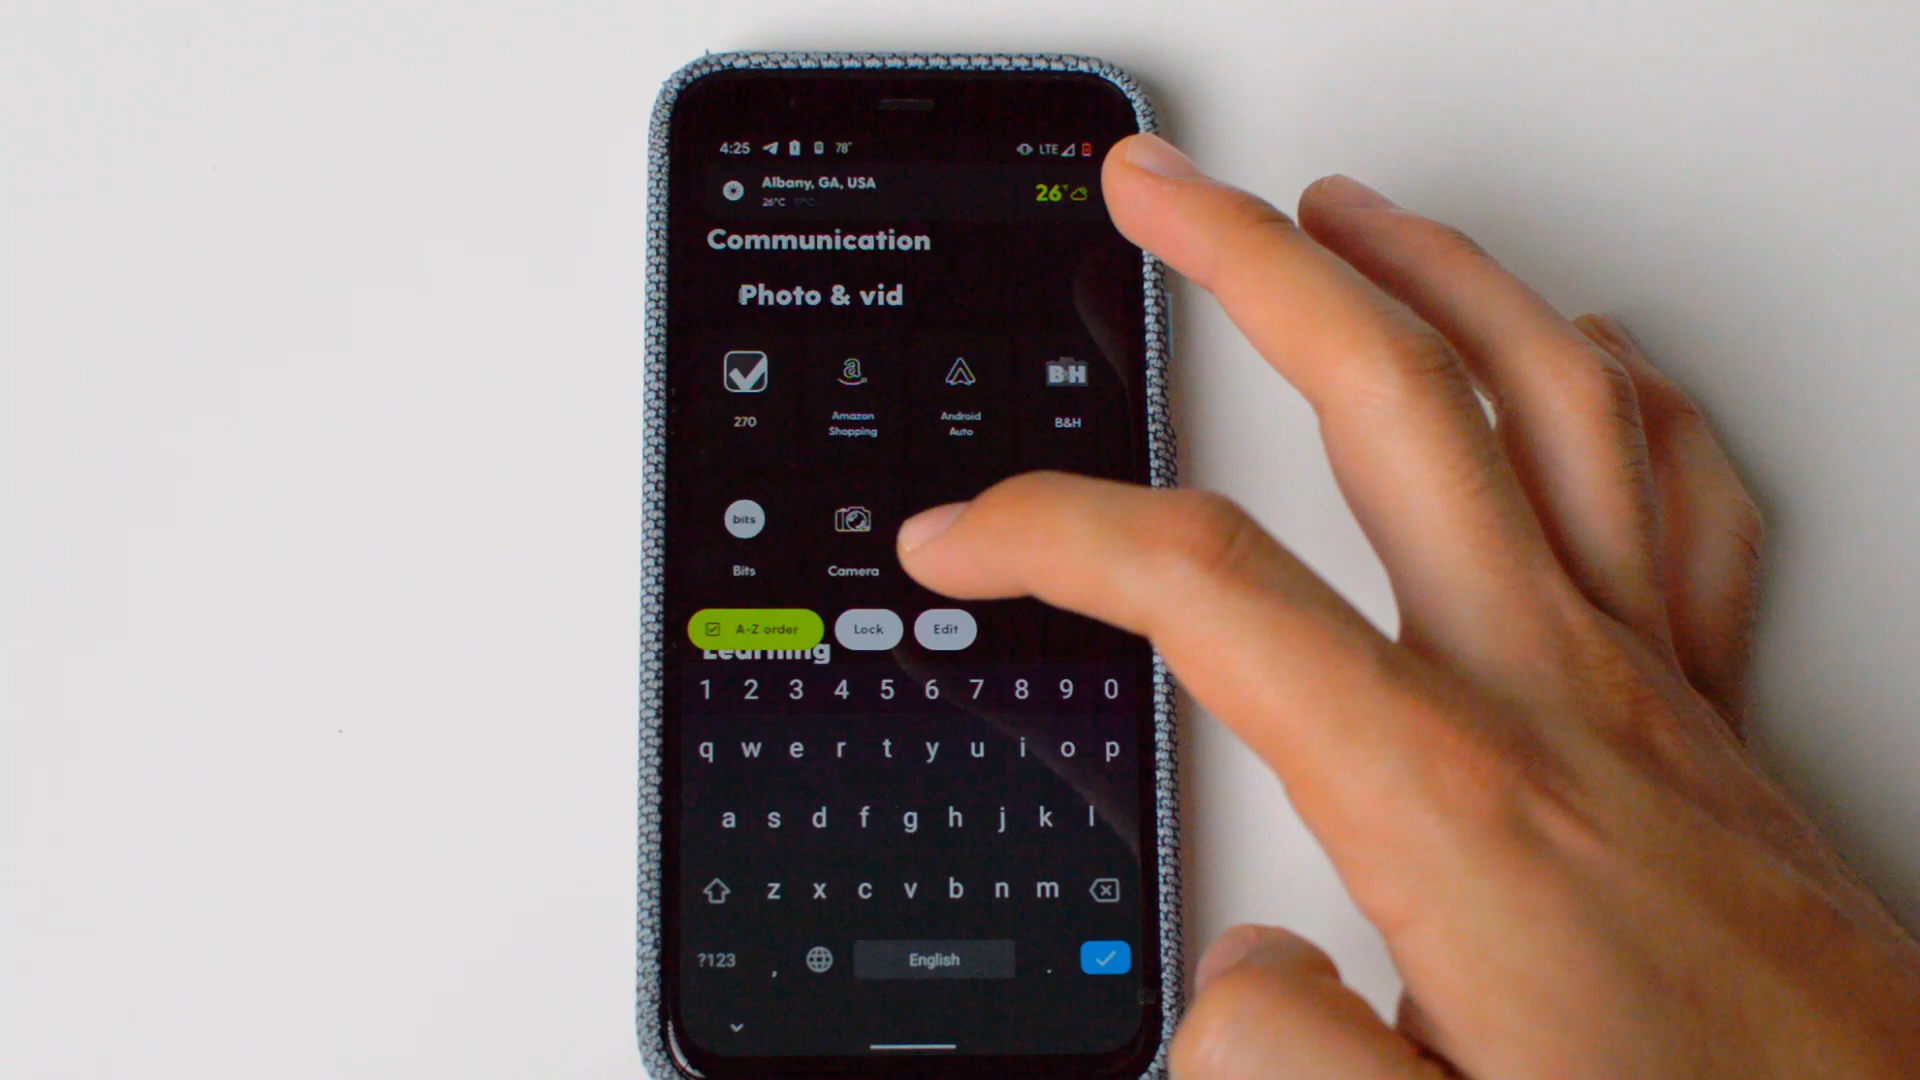 4:25 78° LTE
Albany, GA, USA
26°C
26°
Communication
Photo & vid
270
a
Amazon
Shopping
Android
Auto
B&H
B&H
bits
Bits
Camera
A-Z order Lock Edit
Learning
1 2 3 4 5 6 7 8 9 0
q w e r t y u i o p
a s d f g h j k l
z x c v b n m
?123 , English .